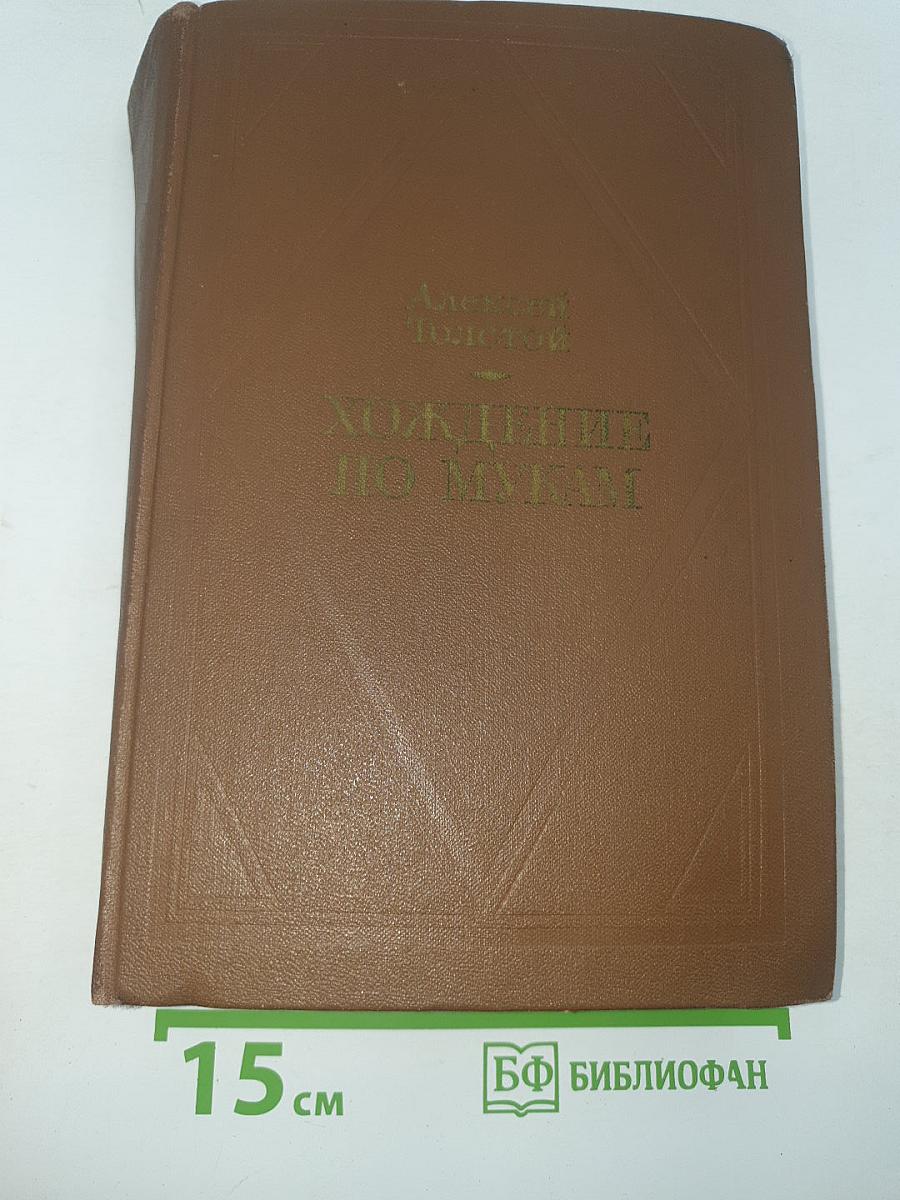 Алексей
Толстой
ХОЖДЕНИЕ
ПО МУКАМ
15 см
БФ БИБЛИОФАН